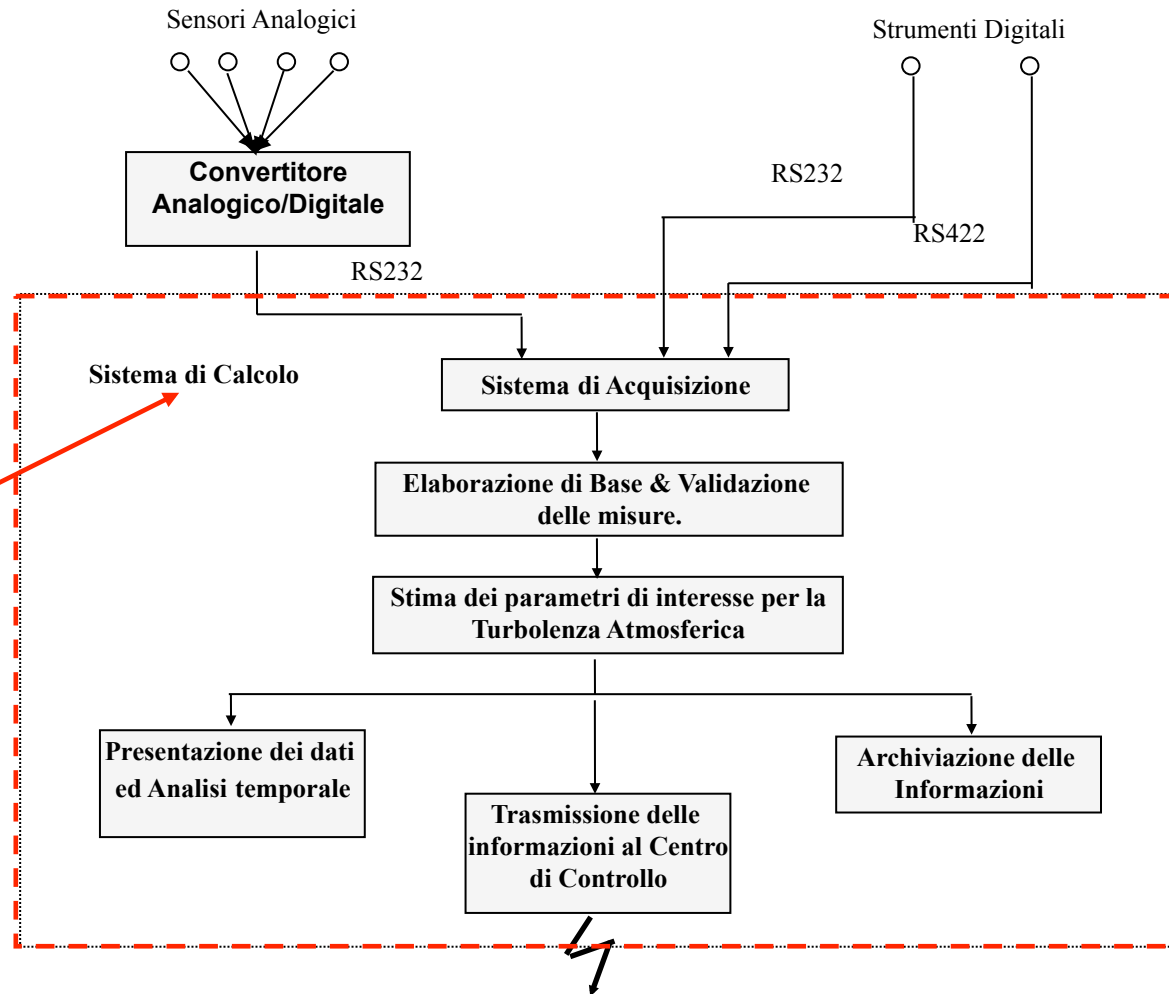 Sensori Analogici
Strumenti Digitali
Convertitore
Analogico/Digitale
RS232
RS422
RS232
Sistema di Calcolo
Sistema di Acquisizione
Elaborazione di Base & Validazione
delle misure.
Stima dei parametri di interesse per la
Turbolenza Atmosferica
Presentazione dei dati
ed Analisi temporale
Archiviazione delle
Informazioni
Trasmissione delle
informazioni al Centro
di Controllo